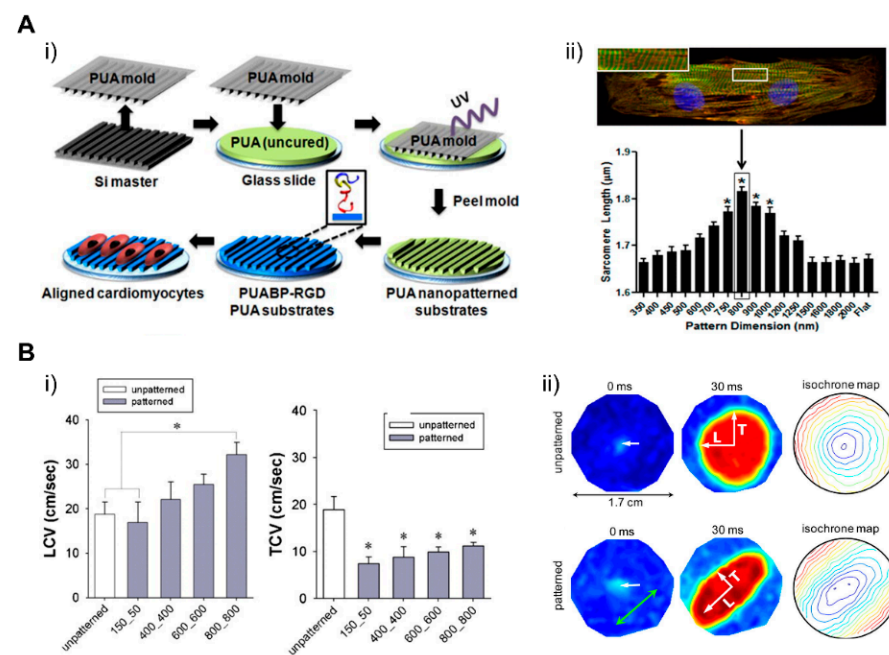 A
i)
PUA mold
PUA mold
UV
PUA mold
PUA (uncured)
Si master
Glass slide
Peel mold
Aligned cardiomyocytes
PUABP-RGD
PUA substrates
PUA nanopatterned
substrates
ii)
Sarcomere Length (μm)
1.9
1.8
1.7
1.6
* * * *
350 400 450 500 600 700 750 800 900 1000 1200 1250 1500 1600 1800 2000 Flat
Pattern Dimension (nm)
B
i)
unpatterned
patterned
LCV (cm/sec)
40
30
20
10
0
*
unpatterned 150_50 400_400 600_600 800_800
unpatterned
patterned
TCV (cm/sec)
40
30
20
10
0
* * * *
unpatterned 150_50 400_400 600_600 800_800
ii)
0 ms 30 ms isochrone map
unpatterned
L T
1.7 cm
0 ms 30 ms isochrone map
patterned
T
L